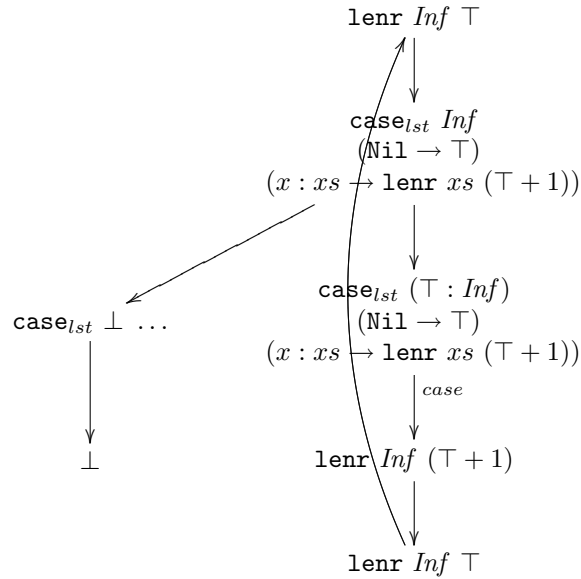 lenr Inf ⊤
case_lst Inf
(Nil → ⊤)
(x : xs → lenr xs (⊤ + 1))
case_lst (⊤ : Inf)
(Nil → ⊤)
(x : xs → lenr xs (⊤ + 1))
case_lst ⊥ …
case
⊥
lenr Inf (⊤ + 1)
lenr Inf ⊤